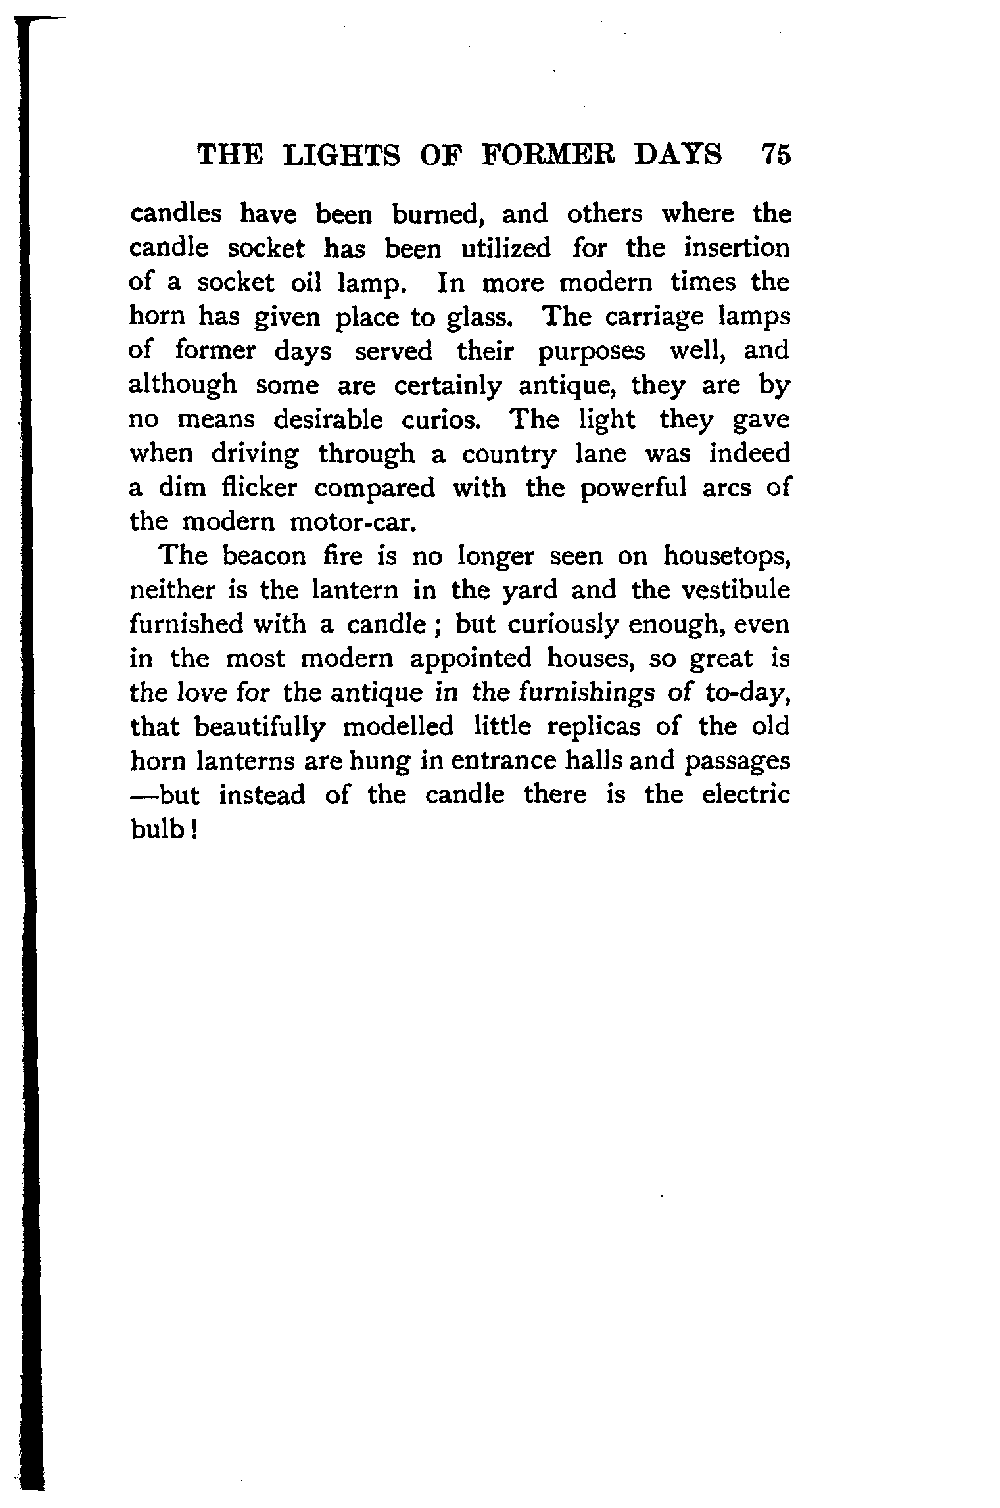 THE LIGHTS OF FORMER DAYS 75
candles have been burned, and others where the
candle socket has been utilized for the insertion
of a socket oil lamp. In more modern times the
horn has given place to glass. The carriage lamps
of former days served their purposes well, and
although some are certainly antique, they are by
no means desirable curios. The light they gave
when driving through a country lane was indeed
a dim flicker compared with the powerful arcs of
the modern motor-car.
The beacon fire is no longer seen on housetops,
neither is the lantern in the yard and the vestibule
furnished with a candle ; but curiously enough, even
in the most modern appointed houses, so great is
the love for the antique in the furnishings of to-day,
that beautifully modelled little replicas of the old
horn lanterns are hung in entrance halls and passages
—but instead of the candle there is the electric
bulb !